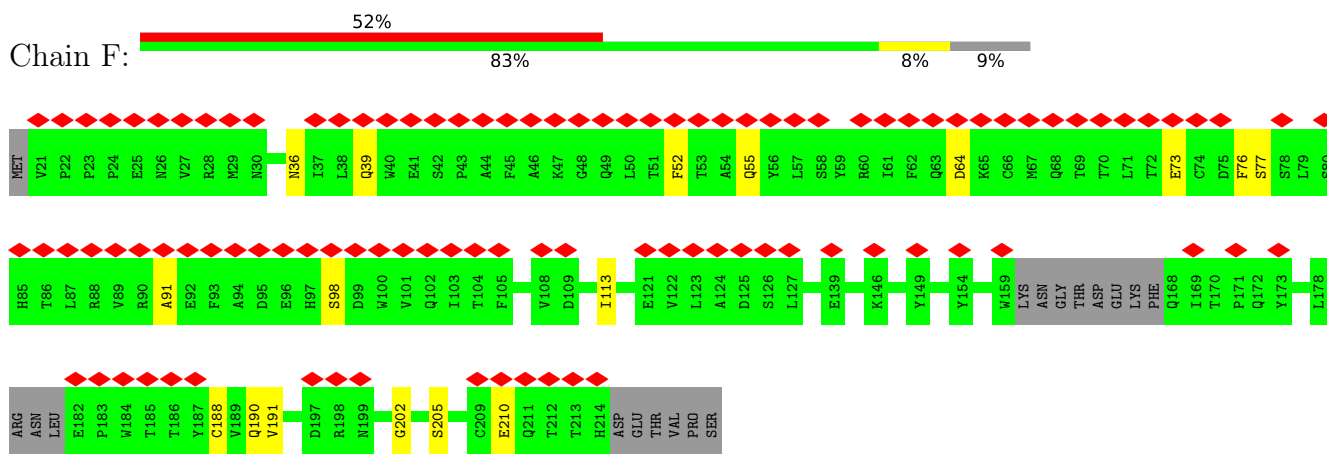 52%
Chain F:
83% 8% 9%
MET V21 P22 P23 P24 E25 N26 V27 R28 M29 N30 N36 I37 L38 Q39 W40 E41 S42 P43 A44 F45 A46 K47 G48 Q49 L50 T51 F52 T53 A54 Q55 Y56 L57 S58 Y59 R60 I61 F62 Q63 D64 K65 C66 M67 Q68 T69 T70 L71 T72 E73 C74 D75 F76 S77 S78 L79 S80
H85 T86 L87 R88 V89 R90 A91 E92 F93 A94 D95 E96 H97 S98 D99 W100 V101 Q102 I103 T104 F105 V108 D109 I113 E121 V122 L123 A124 D125 S126 L127 E139 K146 Y149 Y154 W159 LYS ASN GLY THR ASP GLU LYS PHE Q168 I169 T170 P171 Q172 Y173 L178
ARG ASN LEU E182 P183 W184 T185 T186 Y187 C188 V189 Q190 V191 D197 R198 N199 G202 S205 C209 E210 Q211 T212 T213 H214 ASP GLU THR VAL PRO SER